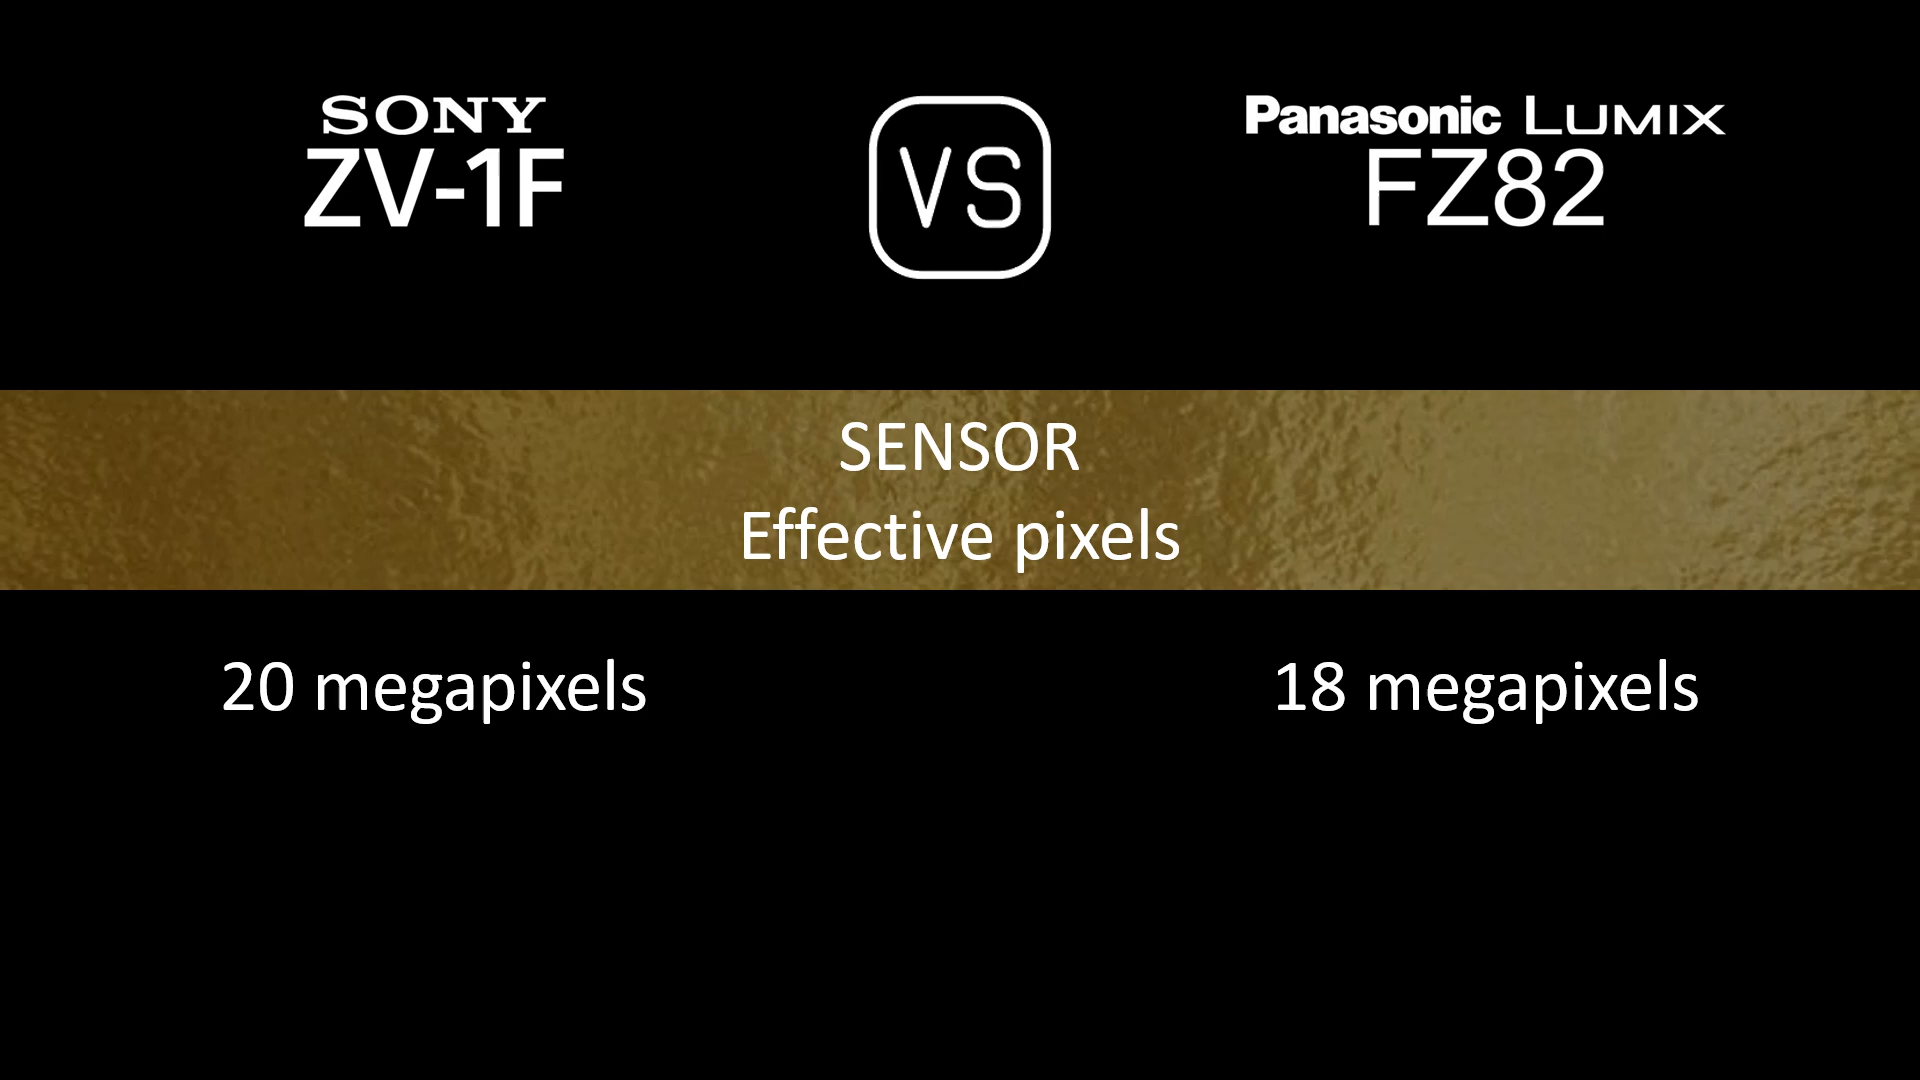 SONY
ZV-1F
VS
Panasonic LUMIX
FZ82
SENSOR
Effective pixels
20 megapixels
18 megapixels